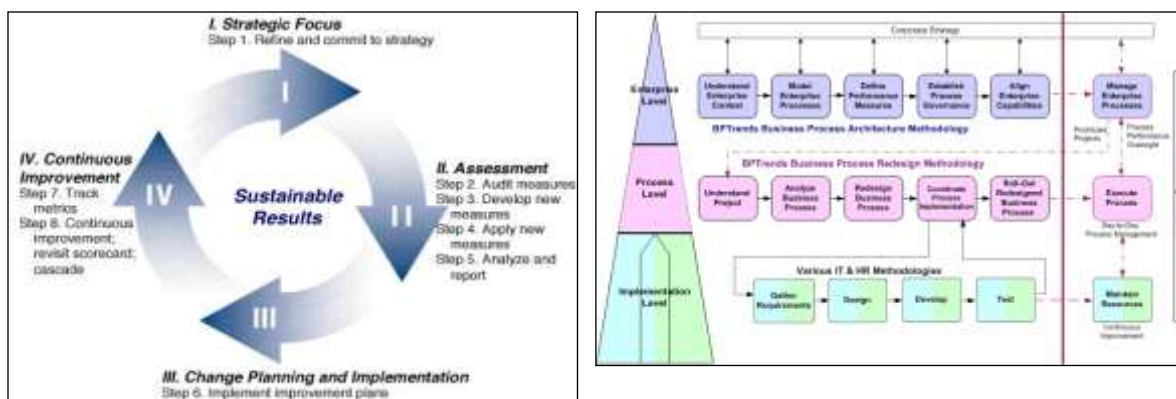 I. Strategic Focus
Step 1. Refine and commit to strategy
I
II. Assessment
Step 2. Audit measures
Step 3. Develop new
measures
Step 4. Apply new
measures
Step 5. Analyze and
report
II
III
III. Change Planning and Implementation
Step 6. Implement improvement plans
IV. Continuous
Improvement
Step 7. Track
metrics
Step 8. Continuous
improvement;
revisit scorecard;
cascade
IV
Sustainable
Results
Corporate Strategy
Enterprise
Level
Understand
Enterprise
Context
Model
Enterprise
Processes
Define
Performance
Measures
Establish
Process
Governance
Align
Enterprise
Capabilities
Manage
Enterprise
Processes
BPTrends Business Process Architecture Methodology
Prioritized
Projects
Process
Performance
Oversight
BPTrends Business Process Redesign Methodology
Process
Level
Understand
Project
Analyze
Business
Process
Redesign
Business
Process
Coordinate
Process
Implementation
Roll-Out
Redesigned
Business
Process
Execute
Process
Day-to-Day
Process Management
Various IT & HR Methodologies
Implementation
Level
Gather
Requirements
Design
Develop
Test
Maintain
Resources
Continuous
Improvement